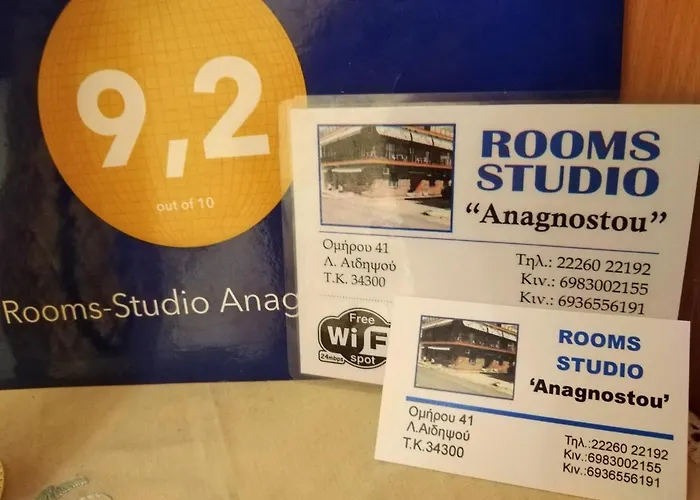 9,2
out of 10
Rooms-Studio Anag
ROOMS
STUDIO
“Anagnostou”
Ομήρου 41
Λ. Αιδηψού
Τ.Κ. 34300
Τηλ.: 22260 22192
Κιν.: 6983002155
Κιν.: 6936556191
Free
Wi F
24mbps spot
ROOMS
STUDIO
‘Anagnostou’
Ομήρου 41
Λ.Αιδηψού
Τ.Κ.34300
Τηλ.:22260 22192
Κιν.:6983002155
Κιν.:6936556191